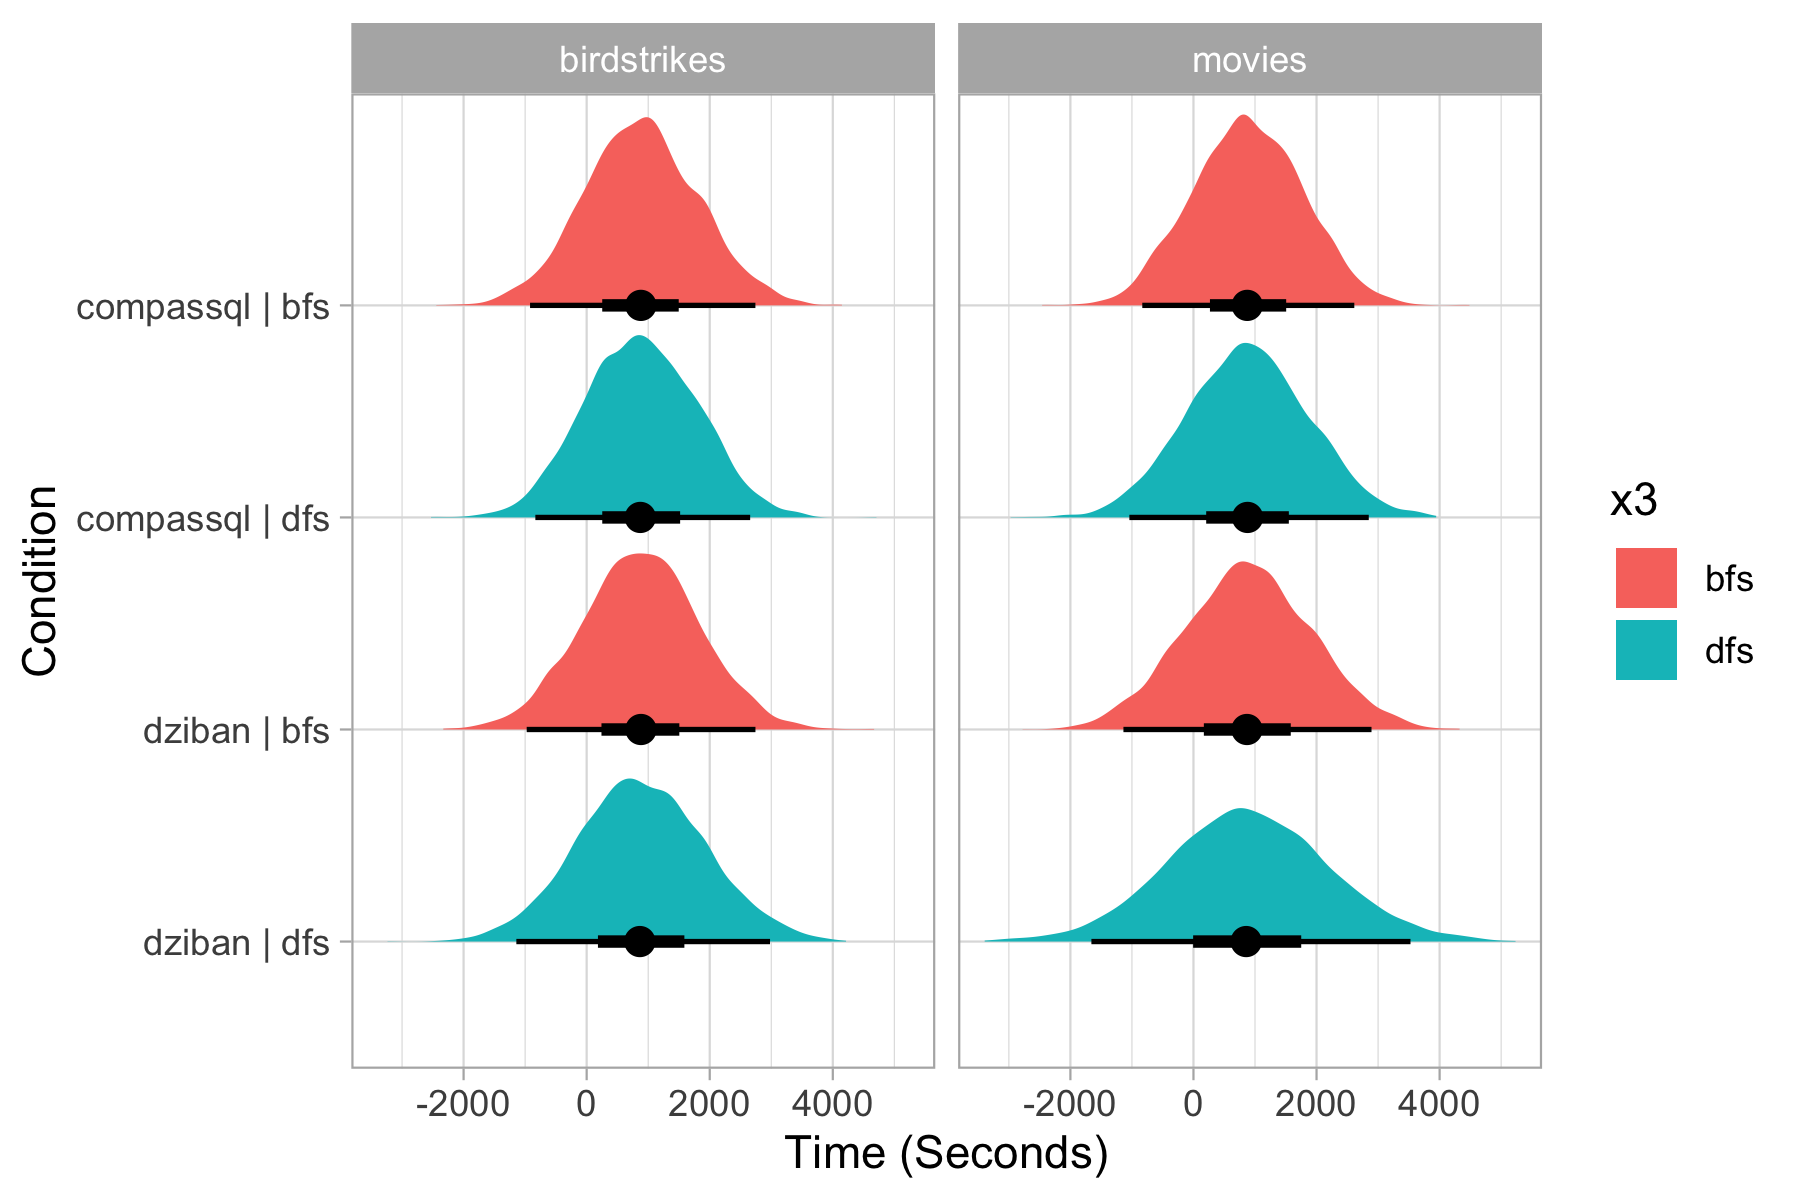 birdstrikes
movies
compassql | bfs
compassql | dfs
dziban | bfs
dziban | dfs
Condition
-2000 0 2000 4000
-2000 0 2000 4000
Time (Seconds)
x3
bfs
dfs